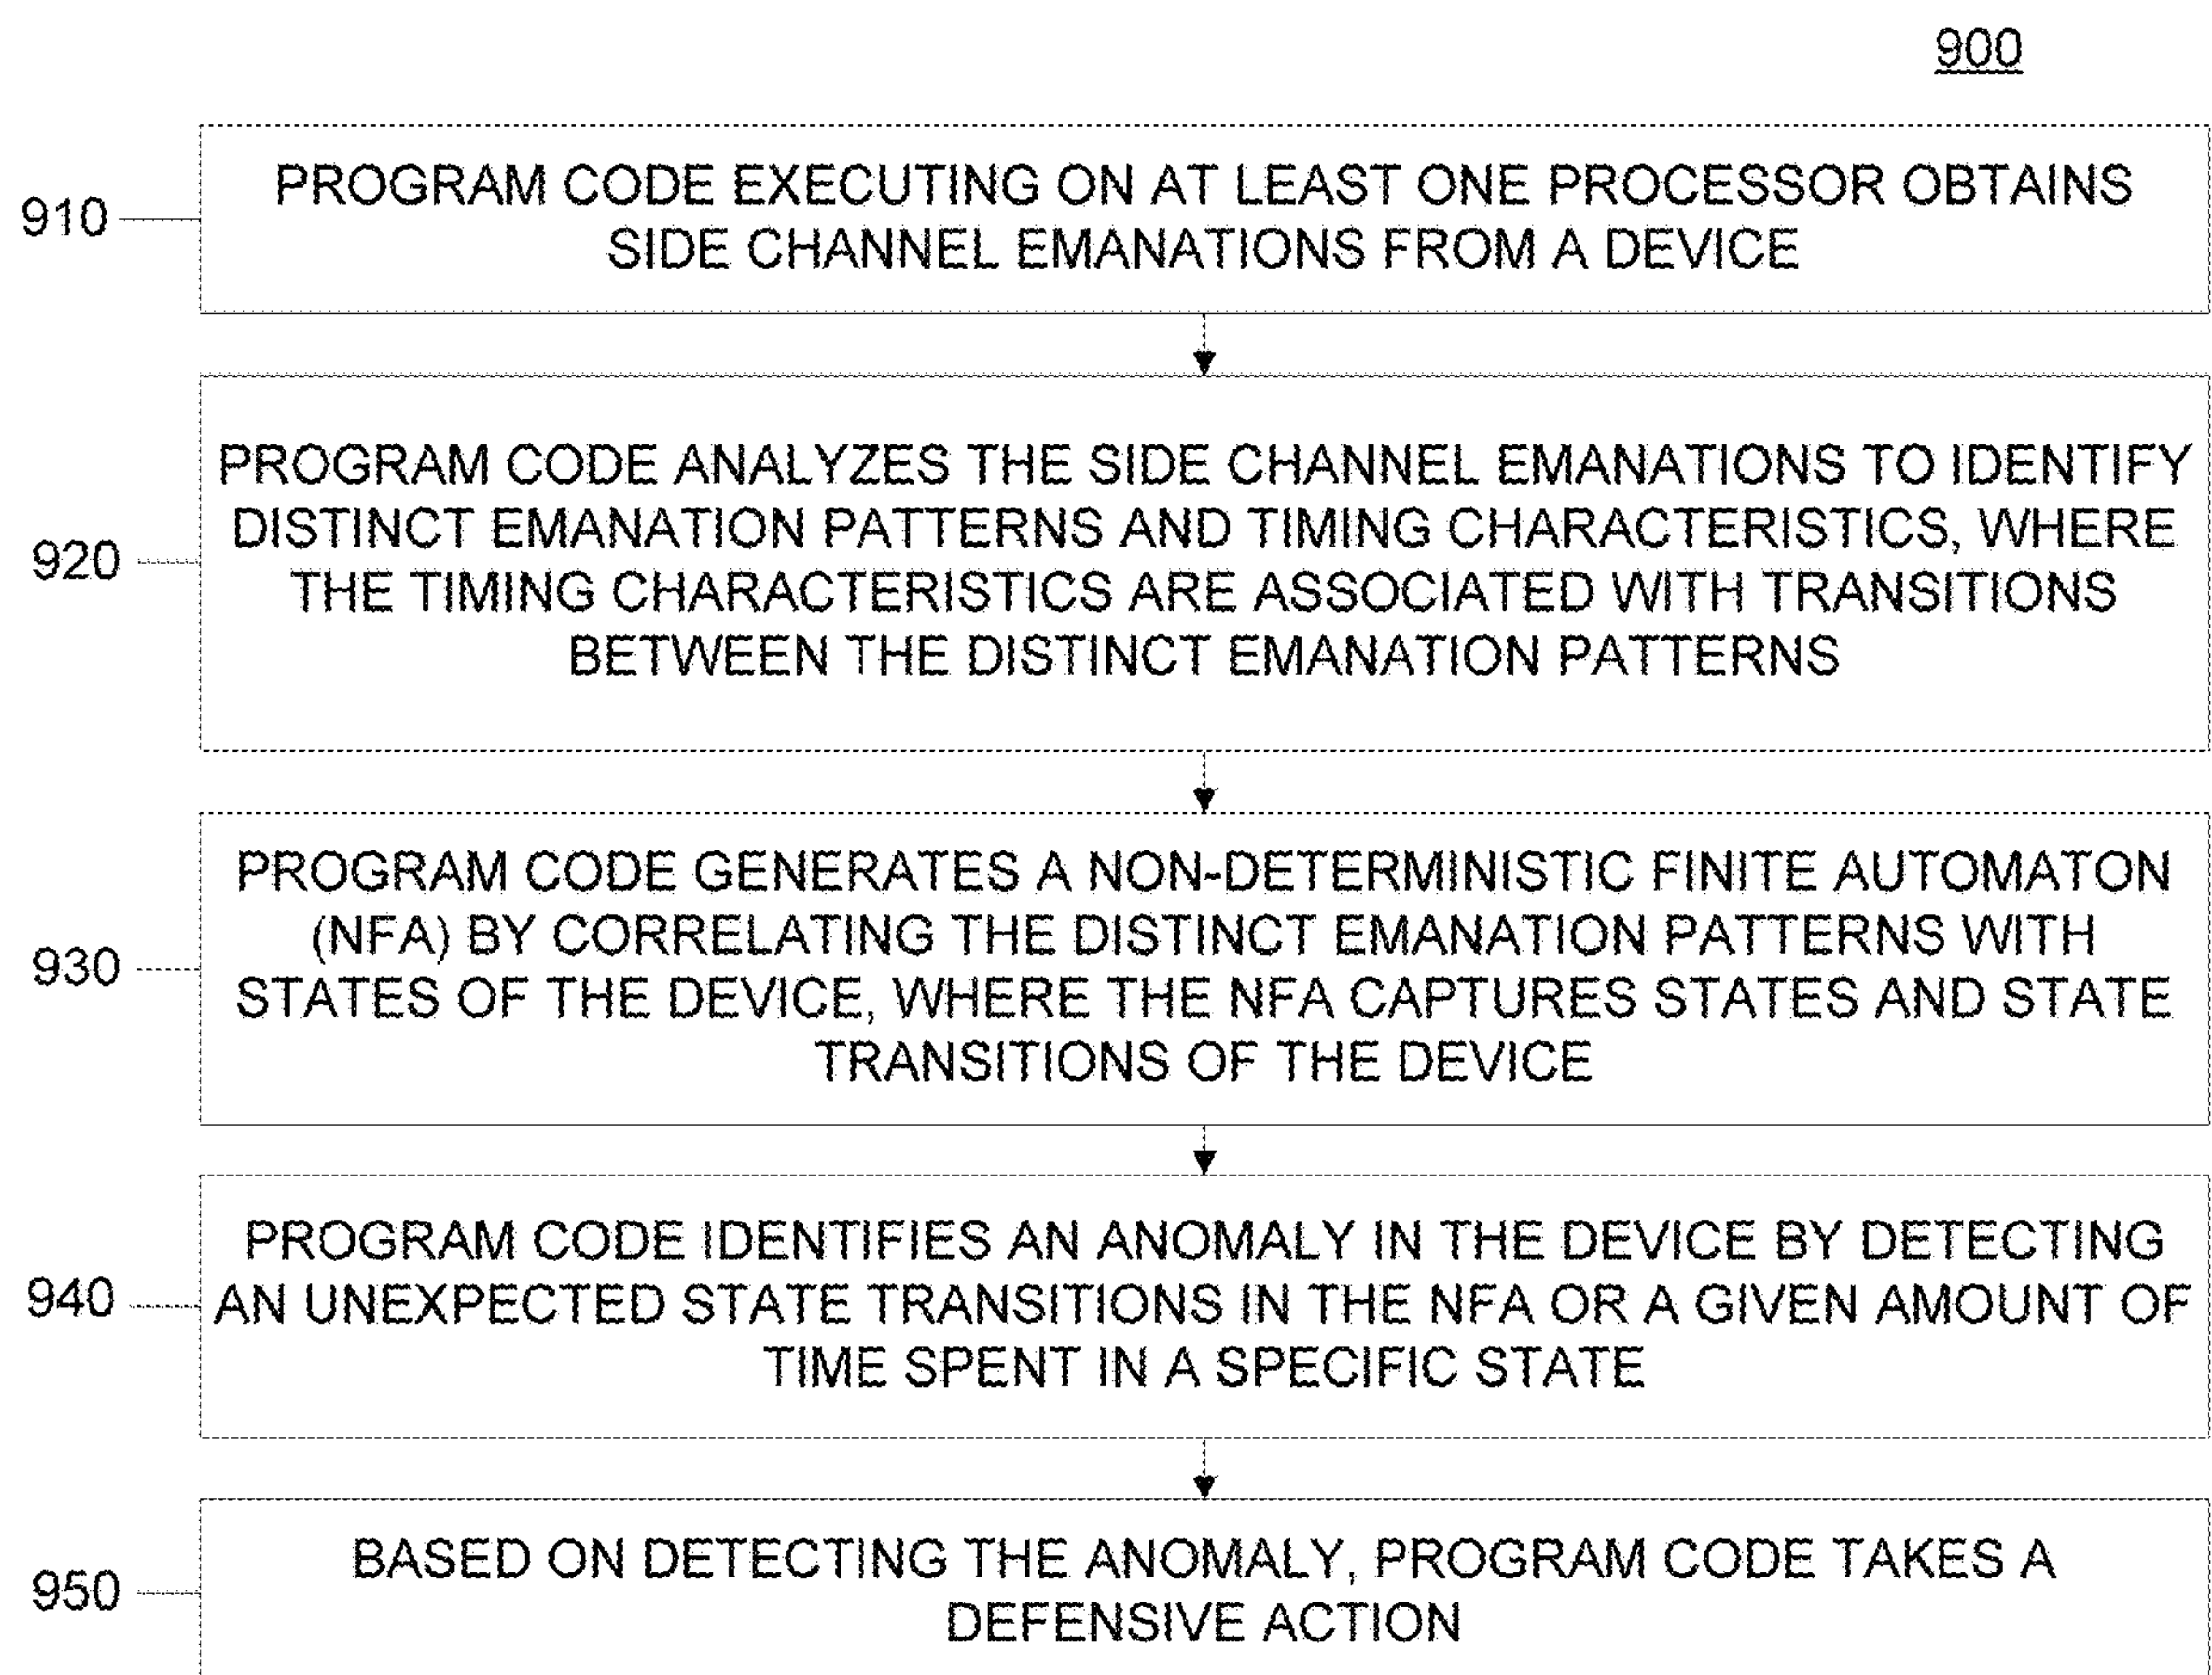 900
910
PROGRAM CODE EXECUTING ON AT LEAST ONE PROCESSOR OBTAINS
SIDE CHANNEL EMANATIONS FROM A DEVICE
920
PROGRAM CODE ANALYZES THE SIDE CHANNEL EMANATIONS TO IDENTIFY
DISTINCT EMANATION PATTERNS AND TIMING CHARACTERISTICS, WHERE
THE TIMING CHARACTERISTICS ARE ASSOCIATED WITH TRANSITIONS
BETWEEN THE DISTINCT EMANATION PATTERNS
930
PROGRAM CODE GENERATES A NON-DETERMINISTIC FINITE AUTOMATON
(NFA) BY CORRELATING THE DISTINCT EMANATION PATTERNS WITH
STATES OF THE DEVICE, WHERE THE NFA CAPTURES STATES AND STATE
TRANSITIONS OF THE DEVICE
940
PROGRAM CODE IDENTIFIES AN ANOMALY IN THE DEVICE BY DETECTING
AN UNEXPECTED STATE TRANSITIONS IN THE NFA OR A GIVEN AMOUNT OF
TIME SPENT IN A SPECIFIC STATE
950
BASED ON DETECTING THE ANOMALY, PROGRAM CODE TAKES A
DEFENSIVE ACTION